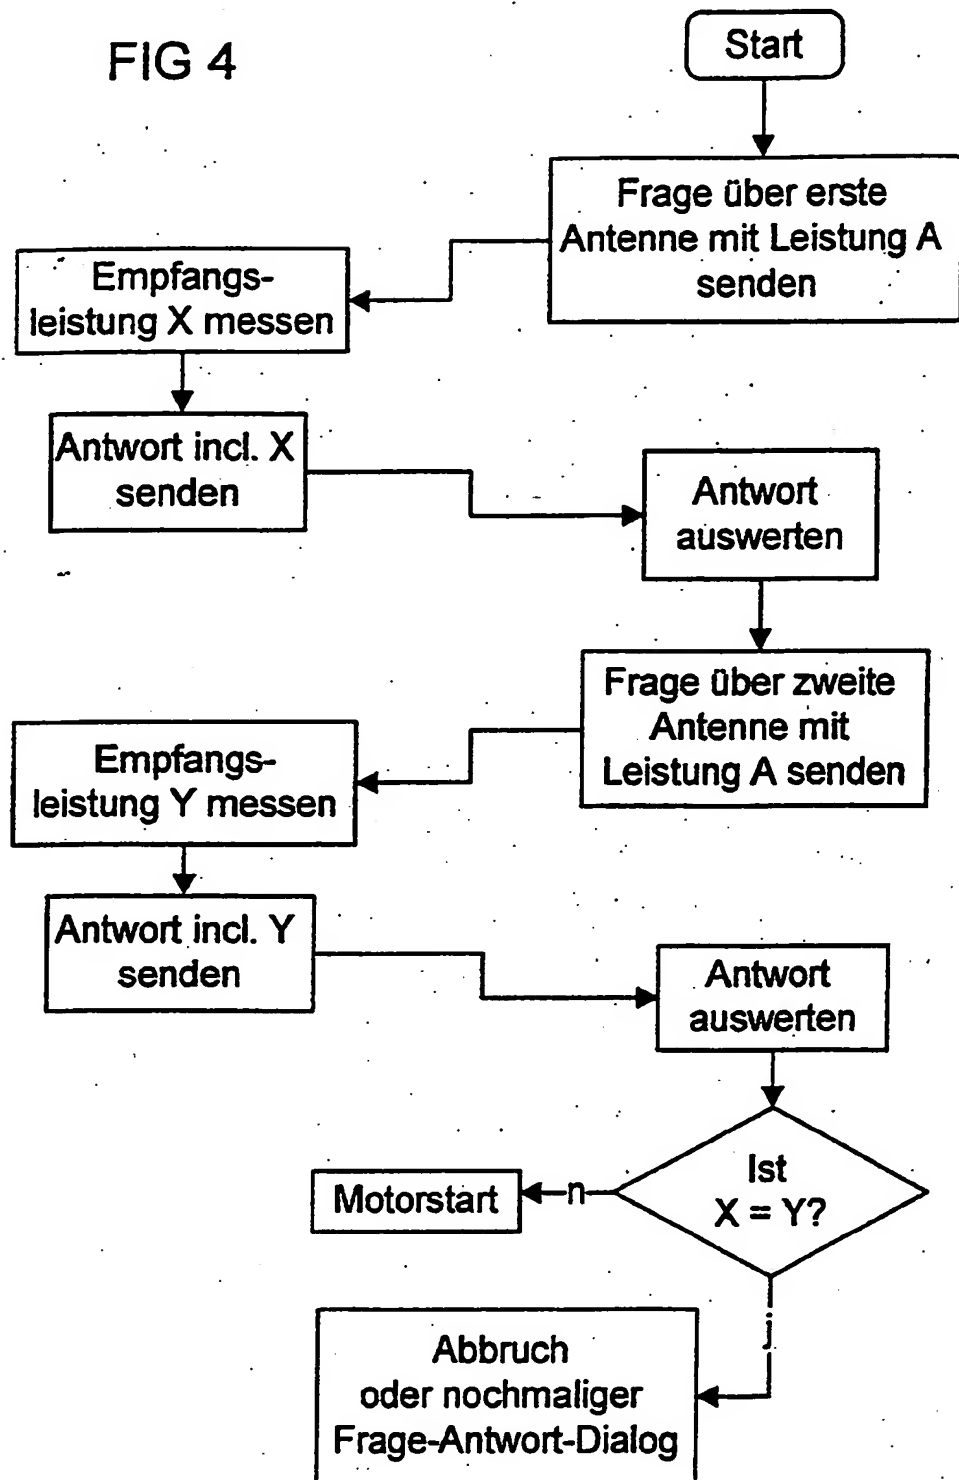 FIG 4
Start
Frage über erste
Antenne mit Leistung A
senden
Empfangs-
leistung X messen
Antwort incl. X
senden
Antwort
auswerten
Frage über zweite
Antenne mit
Leistung A senden
Empfangs-
leistung Y messen
Antwort incl. Y
senden
Antwort
auswerten
Ist
X = Y?
n
Motorstart
j
Abbruch
oder nochmaliger
Frage-Antwort-Dialog